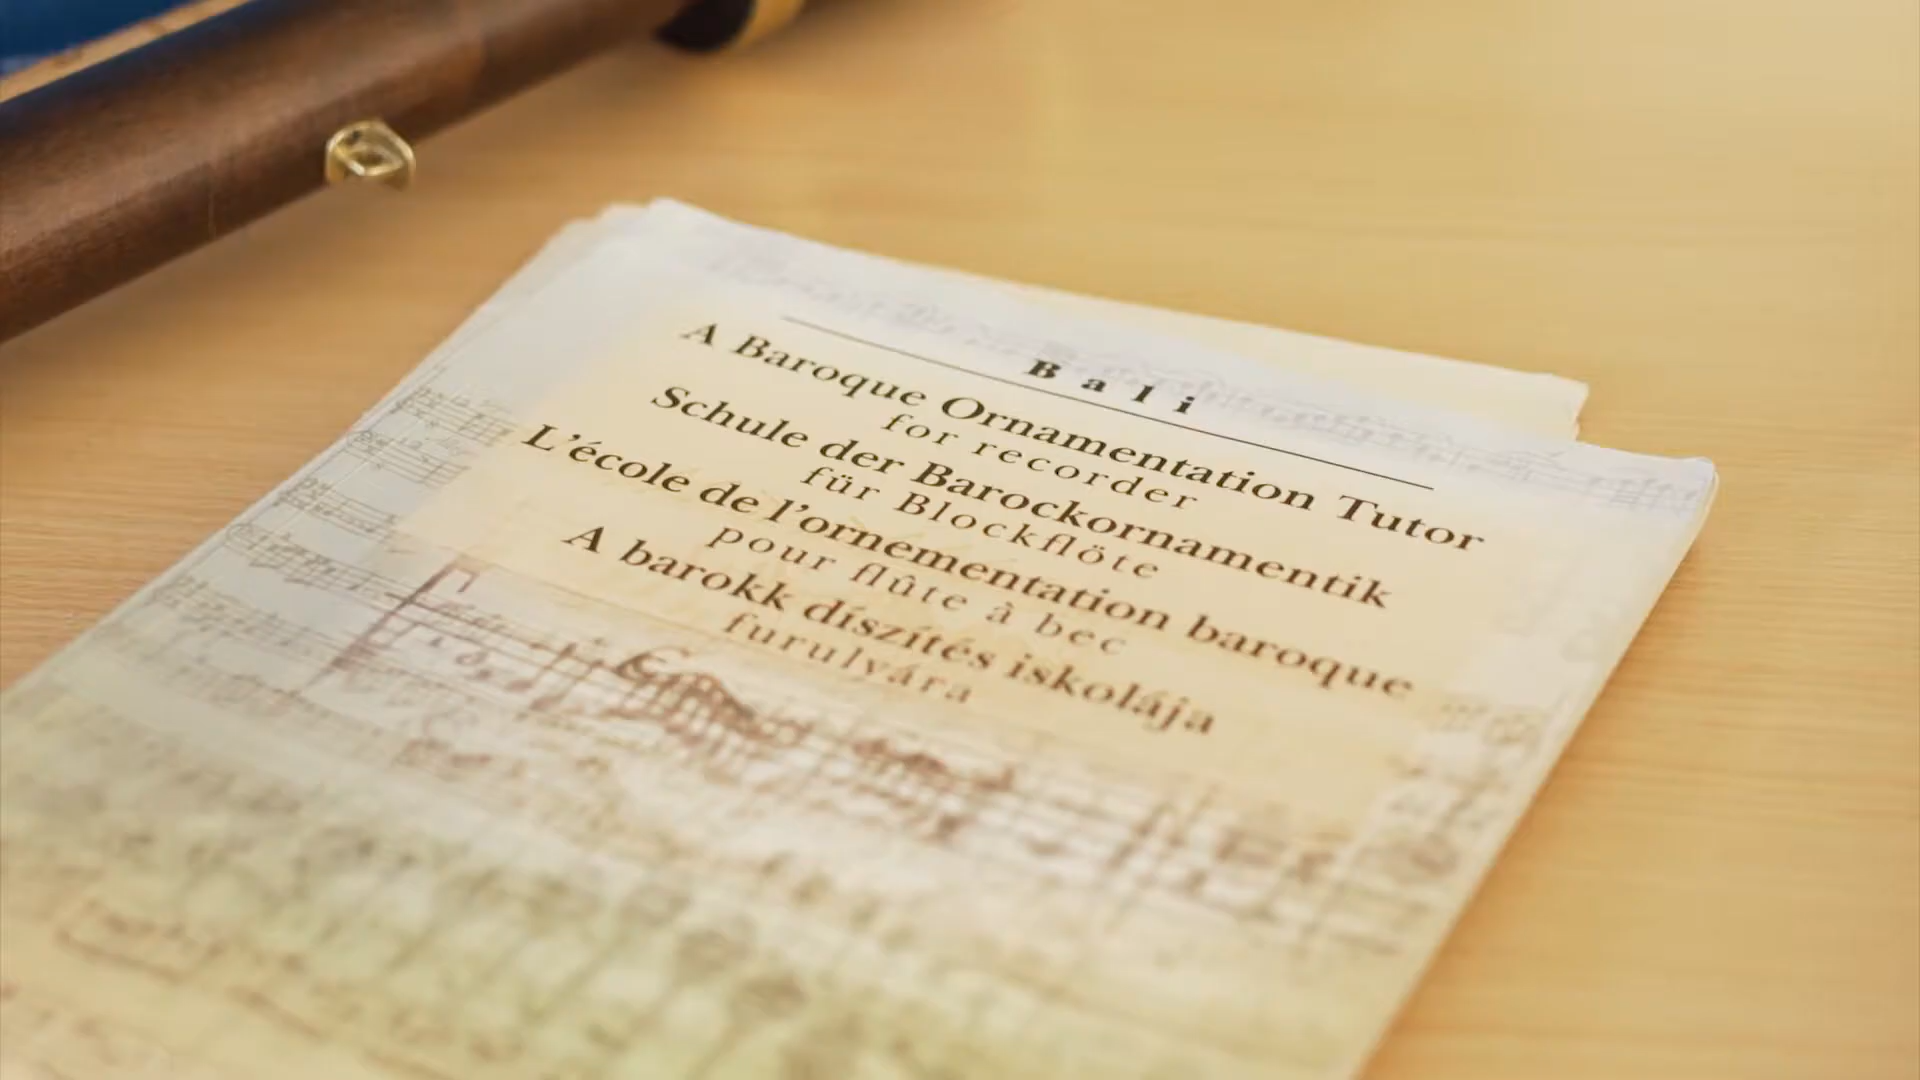 Bali
A Baroque Ornamentation Tutor
for recorder
Schule der Barockornamentik
für Blockflöte
L'école de l'ornementation baroque
pour flûte à bec
A barokk díszítés iskolája
furulyára